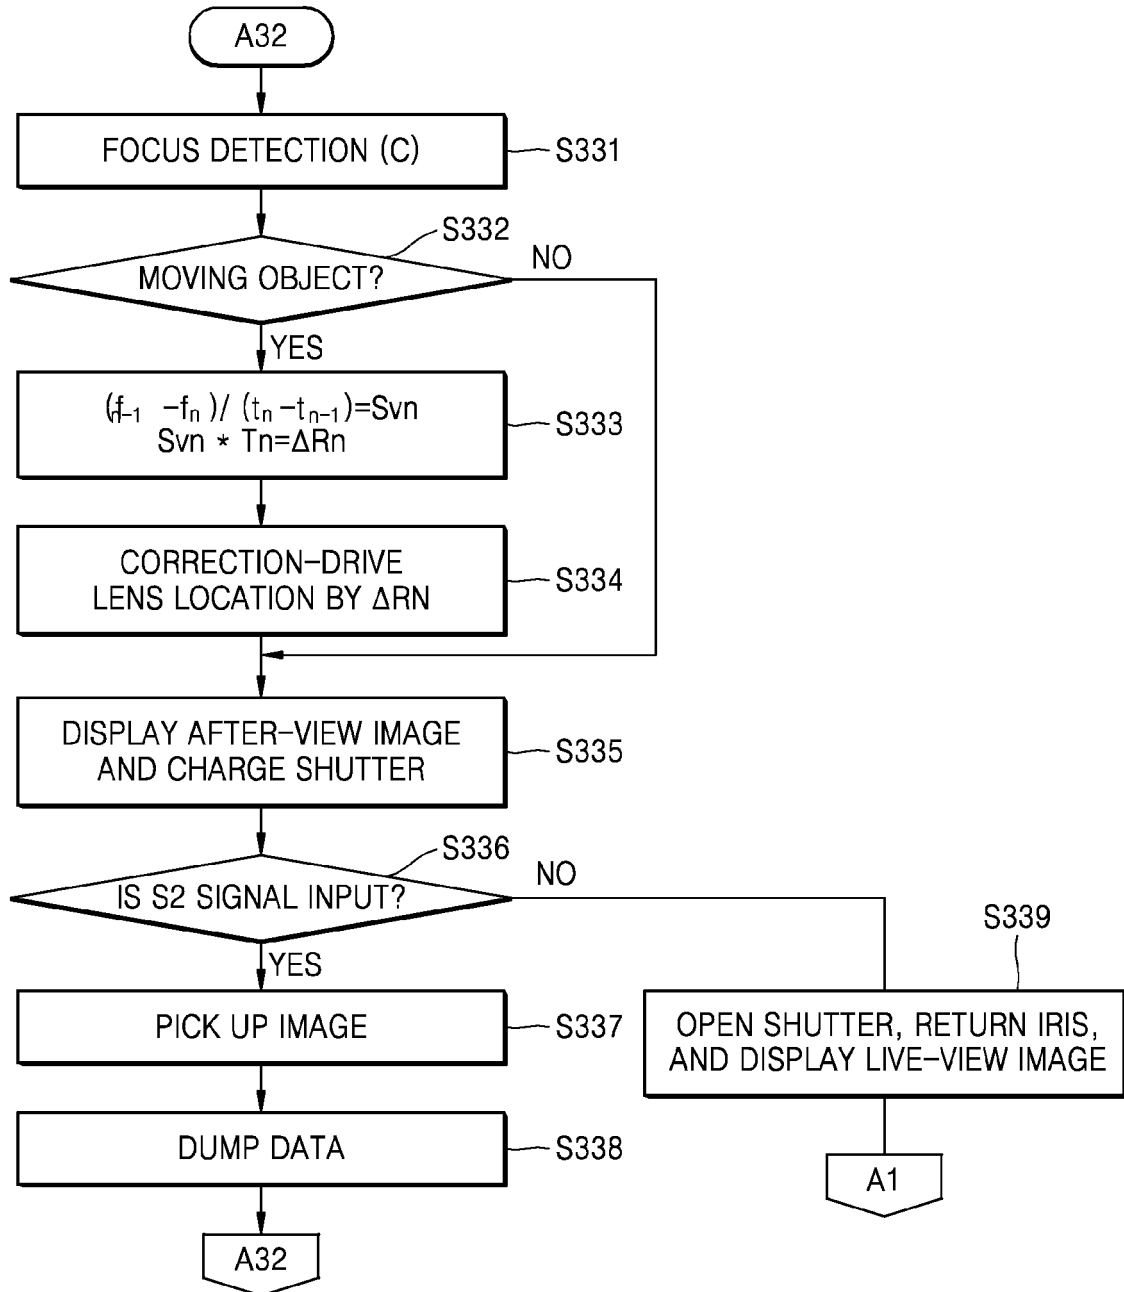 A32
FOCUS DETECTION (C)
S331
S332
MOVING OBJECT?
NO
YES
(fn-1 -fn)/ (tn-tn-1)=Svn
Svn * Tn=ΔRn
S333
CORRECTION-DRIVE
LENS LOCATION BY ΔRN
S334
DISPLAY AFTER-VIEW IMAGE
AND CHARGE SHUTTER
S335
S336
IS S2 SIGNAL INPUT?
NO
YES
S339
PICK UP IMAGE
S337
OPEN SHUTTER, RETURN IRIS,
AND DISPLAY LIVE-VIEW IMAGE
DUMP DATA
S338
A1
A32